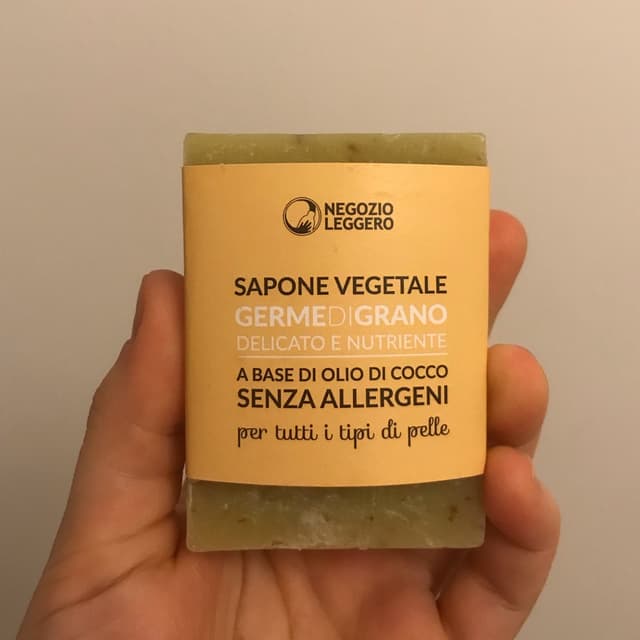 NEGOZIO
LEGGERO
SAPONE VEGETALE
GERMEDIGRANO
DELICATO E NUTRIENTE
A BASE DI OLIO DI COCCO
SENZA ALLERGENI
per tutti i tipi di pelle